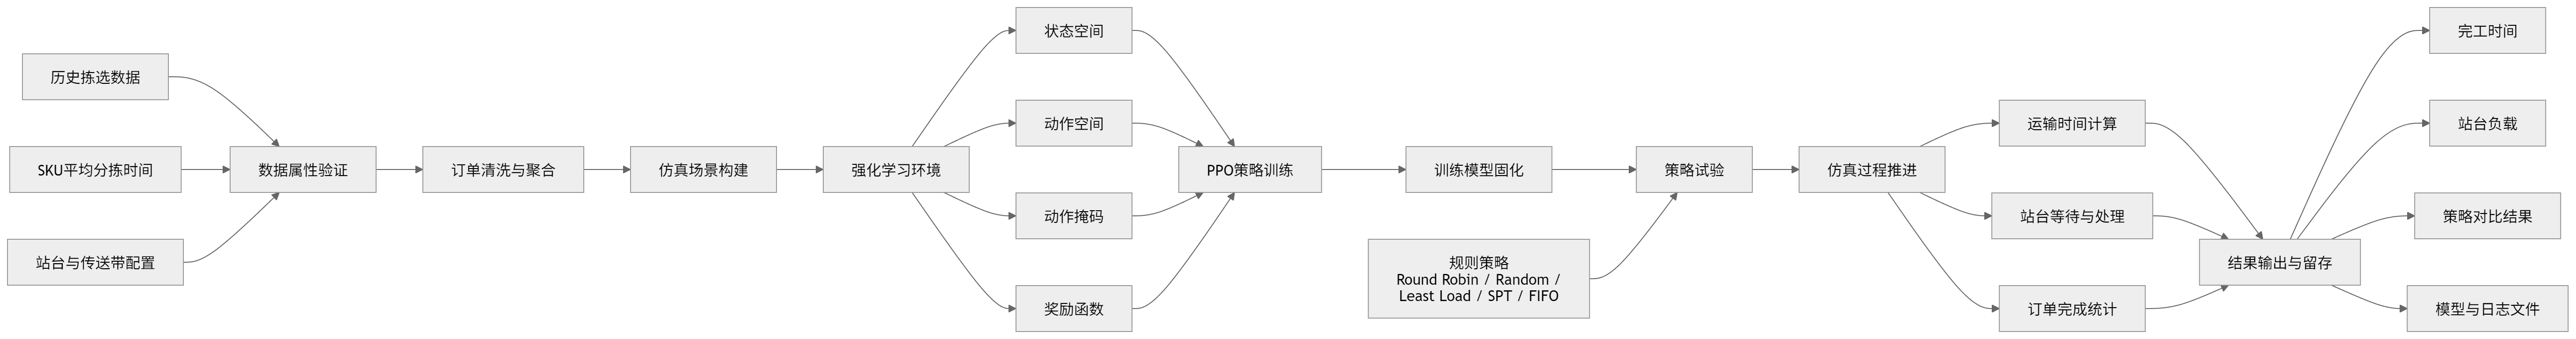 历史拣选数据
SKU平均分拣时间
站台与传送带配置
数据属性验证
订单清洗与聚合
仿真场景构建
强化学习环境
状态空间
动作空间
动作掩码
奖励函数
PPO策略训练
训练模型固化
规则策略
Round Robin / Random /
Least Load / SPT / FIFO
策略试验
仿真过程推进
运输时间计算
站台等待与处理
订单完成统计
结果输出与留存
完工时间
站台负载
策略对比结果
模型与日志文件